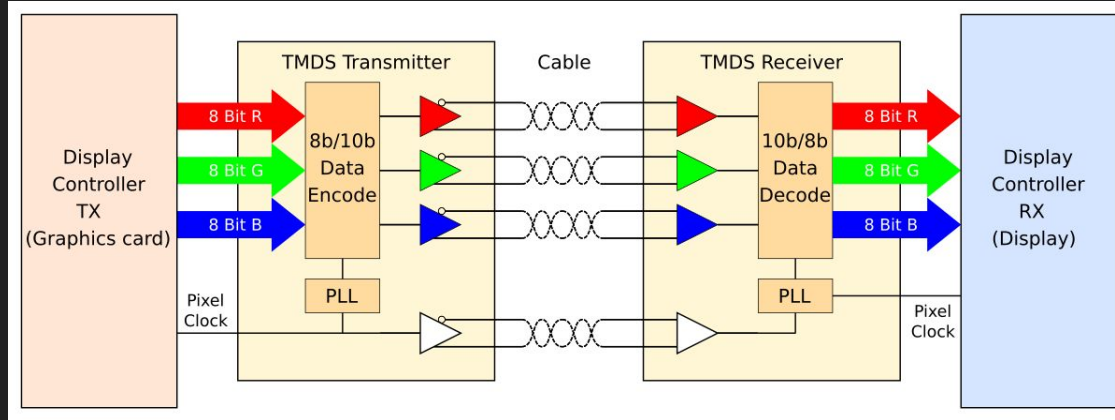 Display
Controller
TX
(Graphics card)
8 Bit R
8 Bit G
8 Bit B
Pixel
Clock
TMDS Transmitter
8b/10b
Data
Encode
PLL
Cable
TMDS Receiver
10b/8b
Data
Decode
PLL
8 Bit R
8 Bit G
8 Bit B
Pixel
Clock
Display
Controller
RX
(Display)